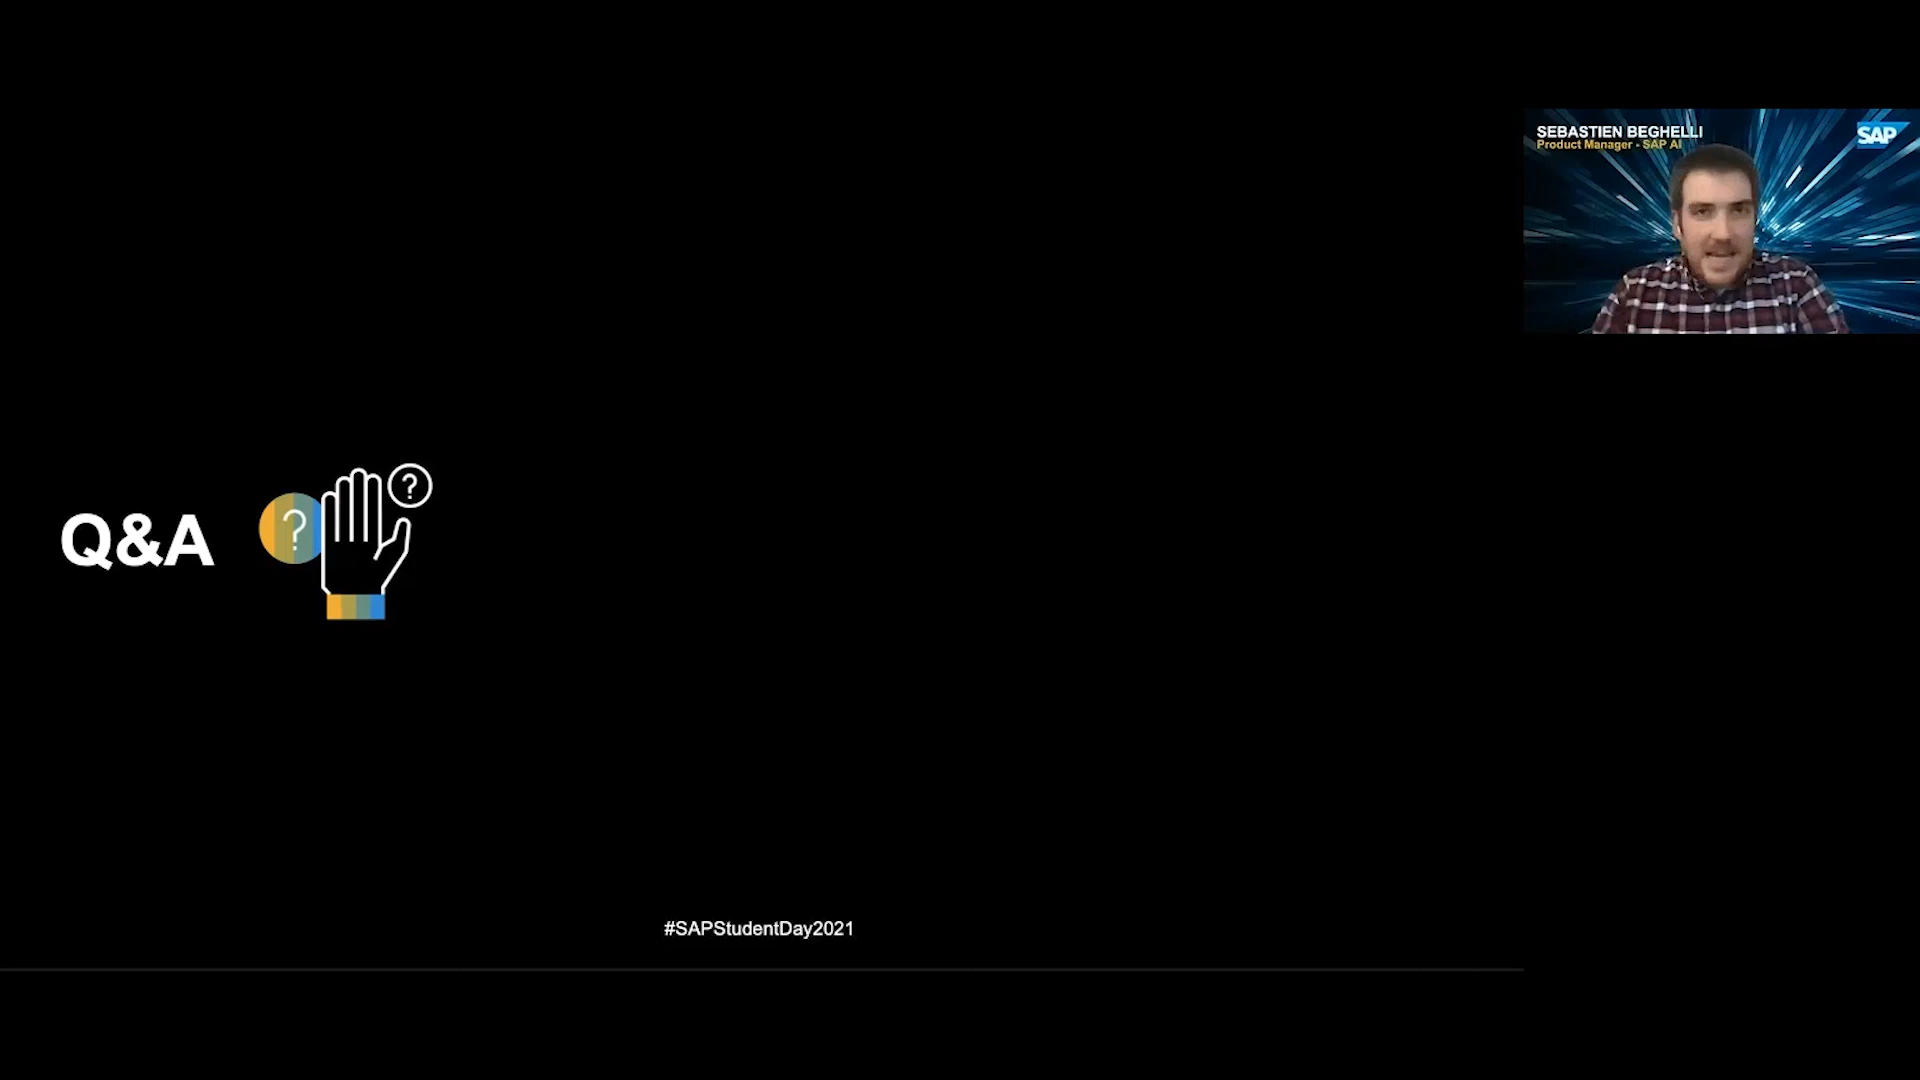 SEBASTIEN BEGHELLI
Product Manager - SAP AI
SAP
Q&A
?
?
#SAPStudentDay2021